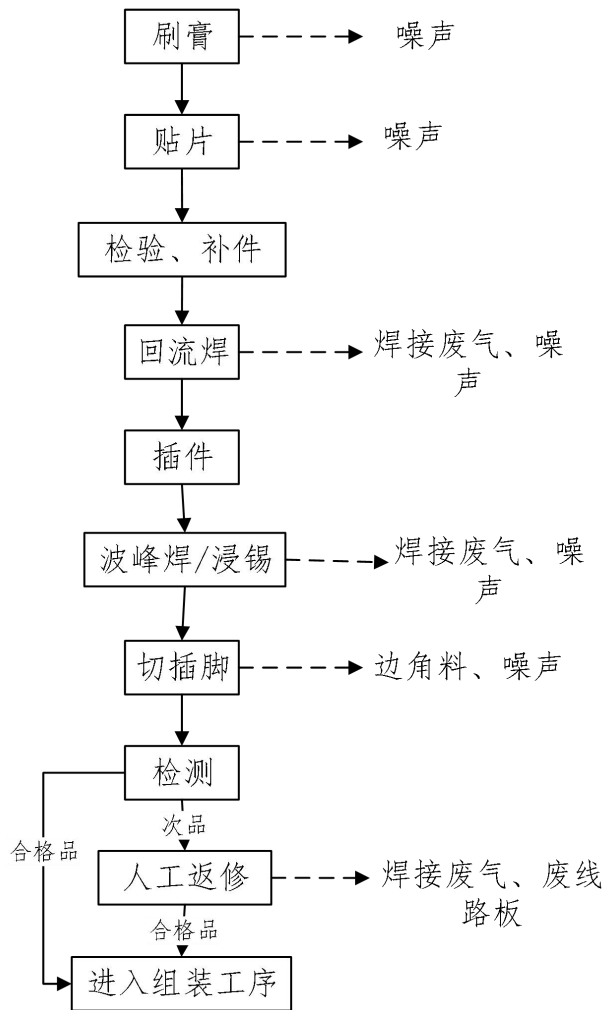 刷膏
噪声
贴片
噪声
检验、补件
回流焊
焊接废气、噪
声
插件
波峰焊/浸锡
焊接废气、噪
声
切插脚
边角料、噪声
检测
次品
合格品
人工返修
焊接废气、废线
路板
合格品
进入组装工序